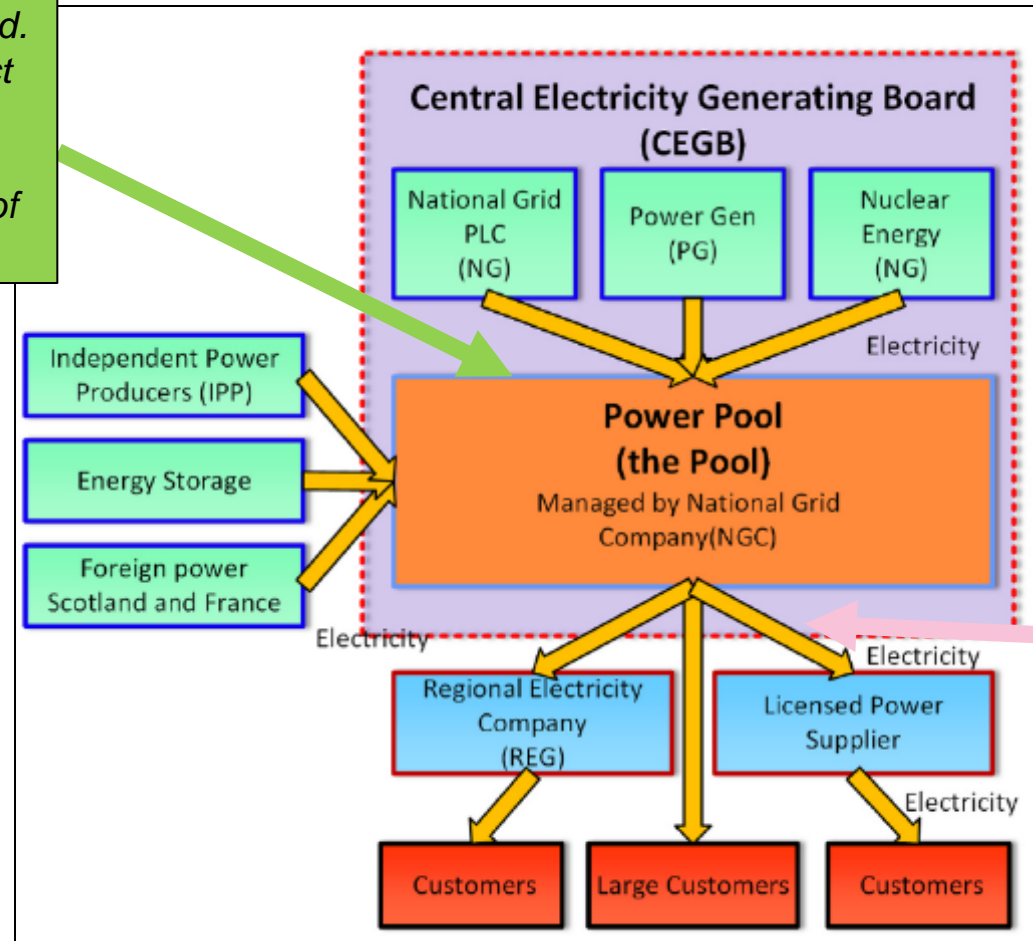 d.
ct
of
Central Electricity Generating Board
(CEGB)
National Grid
PLC
(NG)
Power Gen
(PG)
Nuclear
Energy
(NG)
Electricity
Independent Power
Producers (IPP)
Energy Storage
Foreign power
Scotland and France
Power Pool
(the Pool)
Managed by National Grid
Company(NGC)
Electricity
Electricity
Regional Electricity
Company
(REG)
Licensed Power
Supplier
Electricity
Customers
Large Customers
Customers